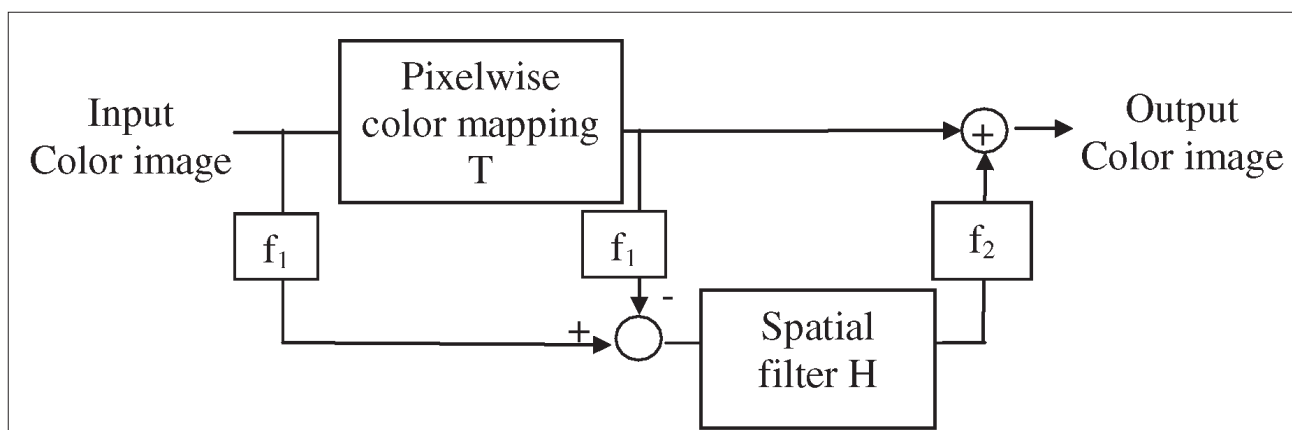 Input
Color image
Pixelwise
color mapping
T
+
Output
Color image
f₁
f₁
f₂
-
+
Spatial
filter H